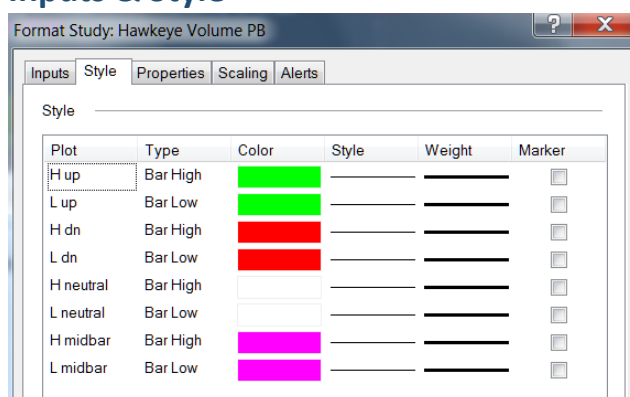 Inputs & Style
Format Study: Hawkeye Volume PB
Inputs Style Properties Scaling Alerts
Style
Plot Type Color Style Weight Marker
H up Bar High
L up Bar Low
H dn Bar High
L dn Bar Low
H neutral Bar High
L neutral Bar Low
H midbar Bar High
L midbar Bar Low